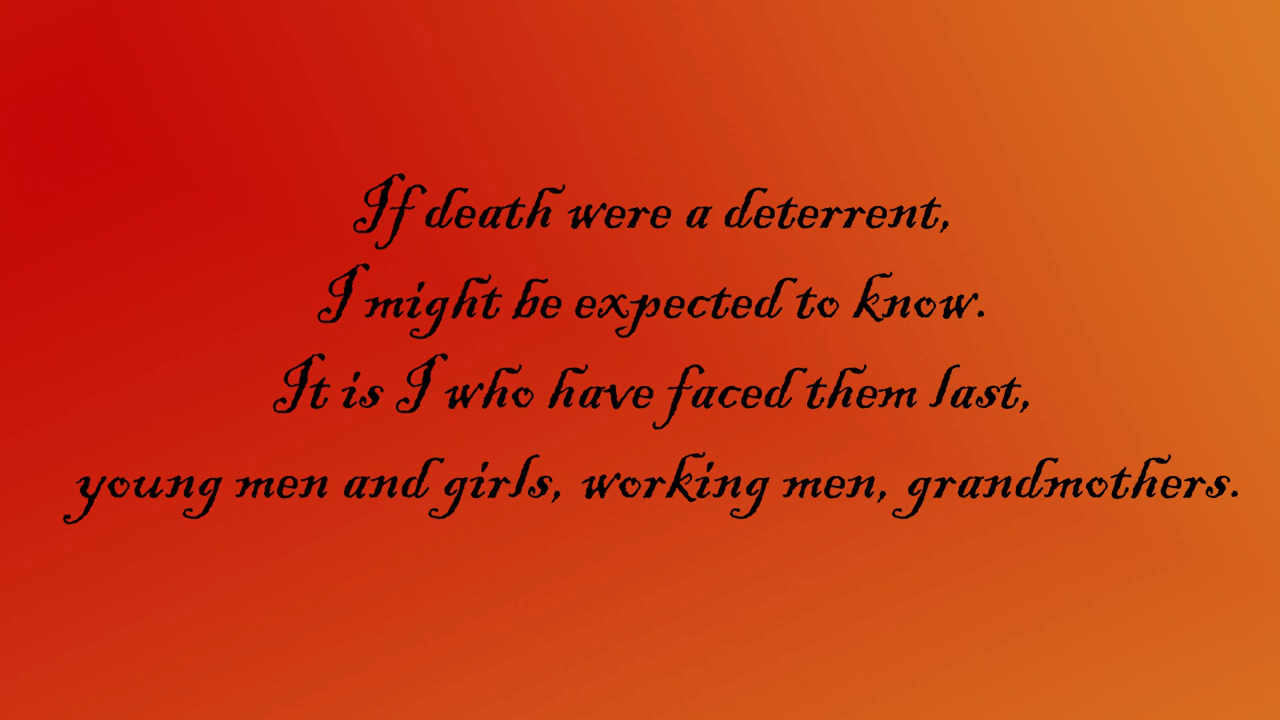 If death were a deterrent,
I might be expected to know.
It is I who have faced them last,
young men and girls, working men, grandmothers.